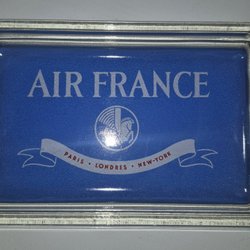 AIR FRANCE
PARIS • LONDRES • NEW-YORK